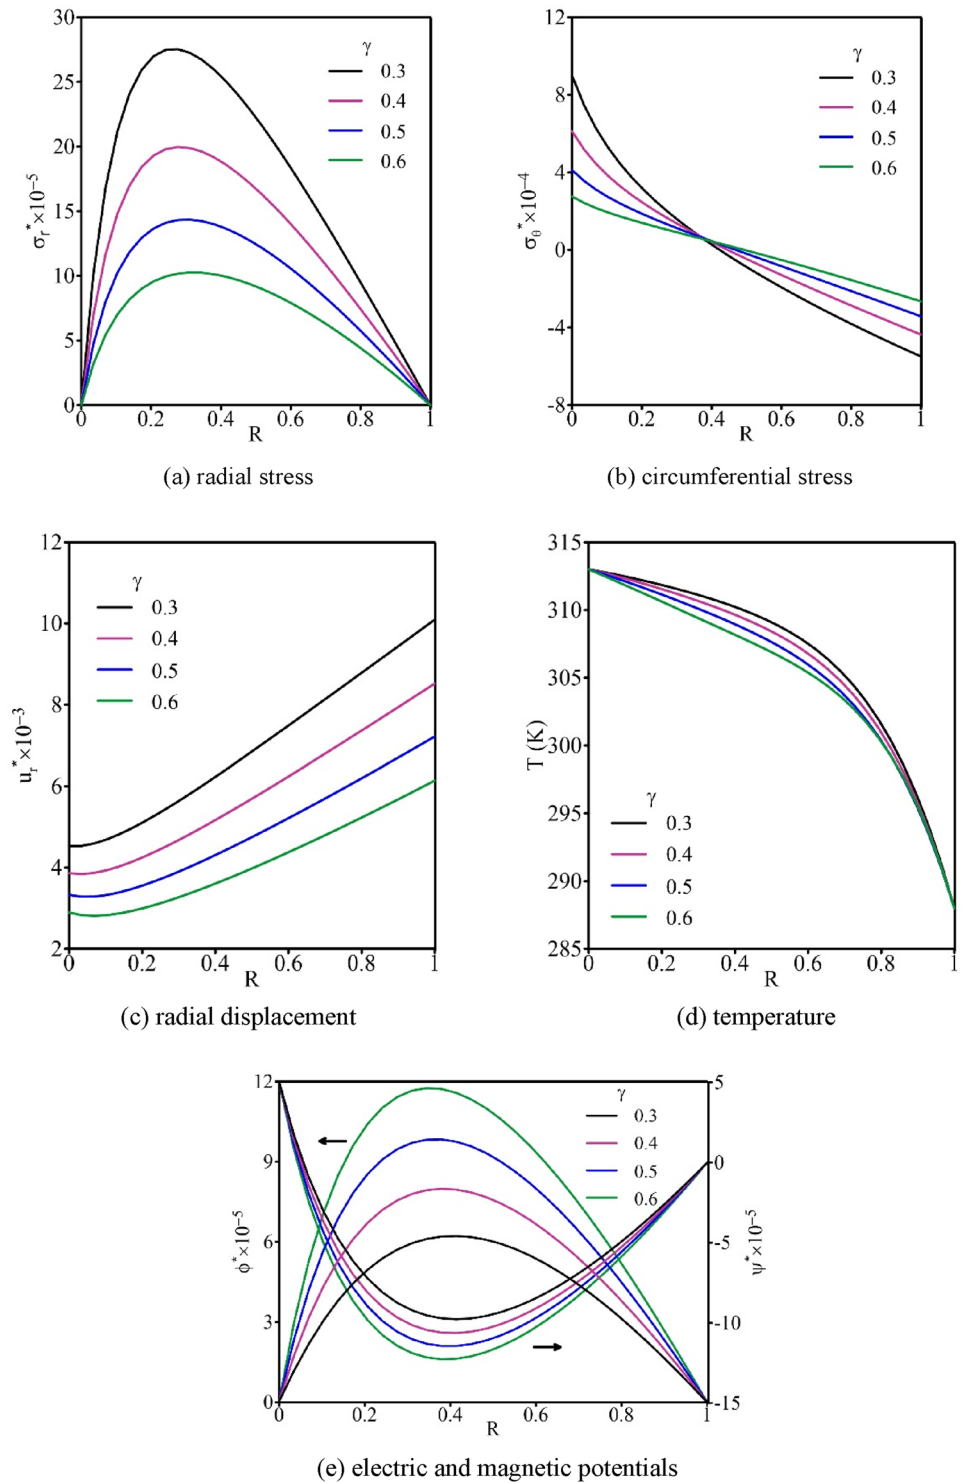 30
25
20
15
10
5
0
σr*×10⁻⁵
γ
0.3
0.4
0.5
0.6
0 0.2 0.4 0.6 0.8 1
R
(a) radial stress
12
8
4
0
-4
-8
σθ*×10⁻⁴
γ
0.3
0.4
0.5
0.6
0 0.2 0.4 0.6 0.8 1
R
(b) circumferential stress
12
10
8
6
4
2
ur*×10⁻³
γ
0.3
0.4
0.5
0.6
0 0.2 0.4 0.6 0.8 1
R
(c) radial displacement
315
310
305
300
295
290
285
T (K)
γ
0.3
0.4
0.5
0.6
0 0.2 0.4 0.6 0.8 1
R
(d) temperature
12
9
6
3
0
ϕ*×10⁻⁵
γ
0.3
0.4
0.5
0.6
5
0
-5
-10
-15
ψ*×10⁻⁵
0 0.2 0.4 0.6 0.8 1
R
(e) electric and magnetic potentials